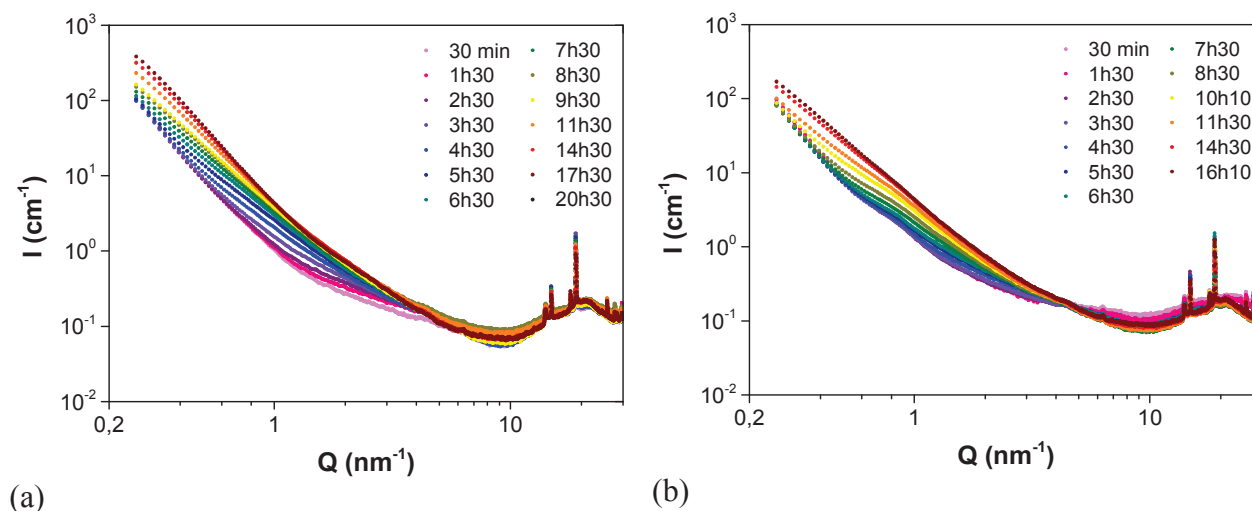 10³
10²
10¹
10⁰
10⁻¹
10⁻²
I (cm⁻¹)
30 min
1h30
2h30
3h30
4h30
5h30
6h30
7h30
8h30
9h30
11h30
14h30
17h30
20h30
0,2
1
10
Q (nm⁻¹)
(a)
10³
10²
10¹
10⁰
10⁻¹
10⁻²
I (cm⁻¹)
30 min
1h30
2h30
3h30
4h30
5h30
6h30
7h30
8h30
10h10
11h30
14h30
16h10
0,2
1
10
Q (nm⁻¹)
(b)